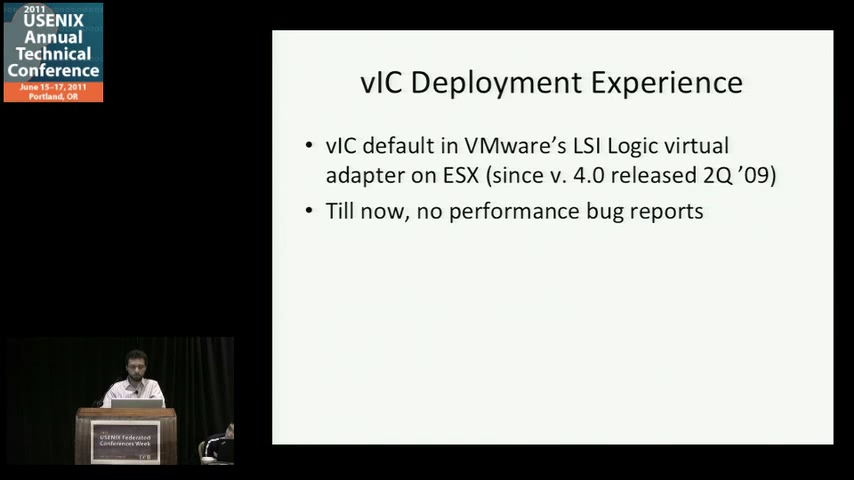 2011
USENIX
Annual
Technical
Conference
June 15–17, 2011
Portland, OR
vIC Deployment Experience
• vIC default in VMware's LSI Logic virtual
adapter on ESX (since v. 4.0 released 2Q '09)
• Till now, no performance bug reports
USENIX Federated
Conferences Week